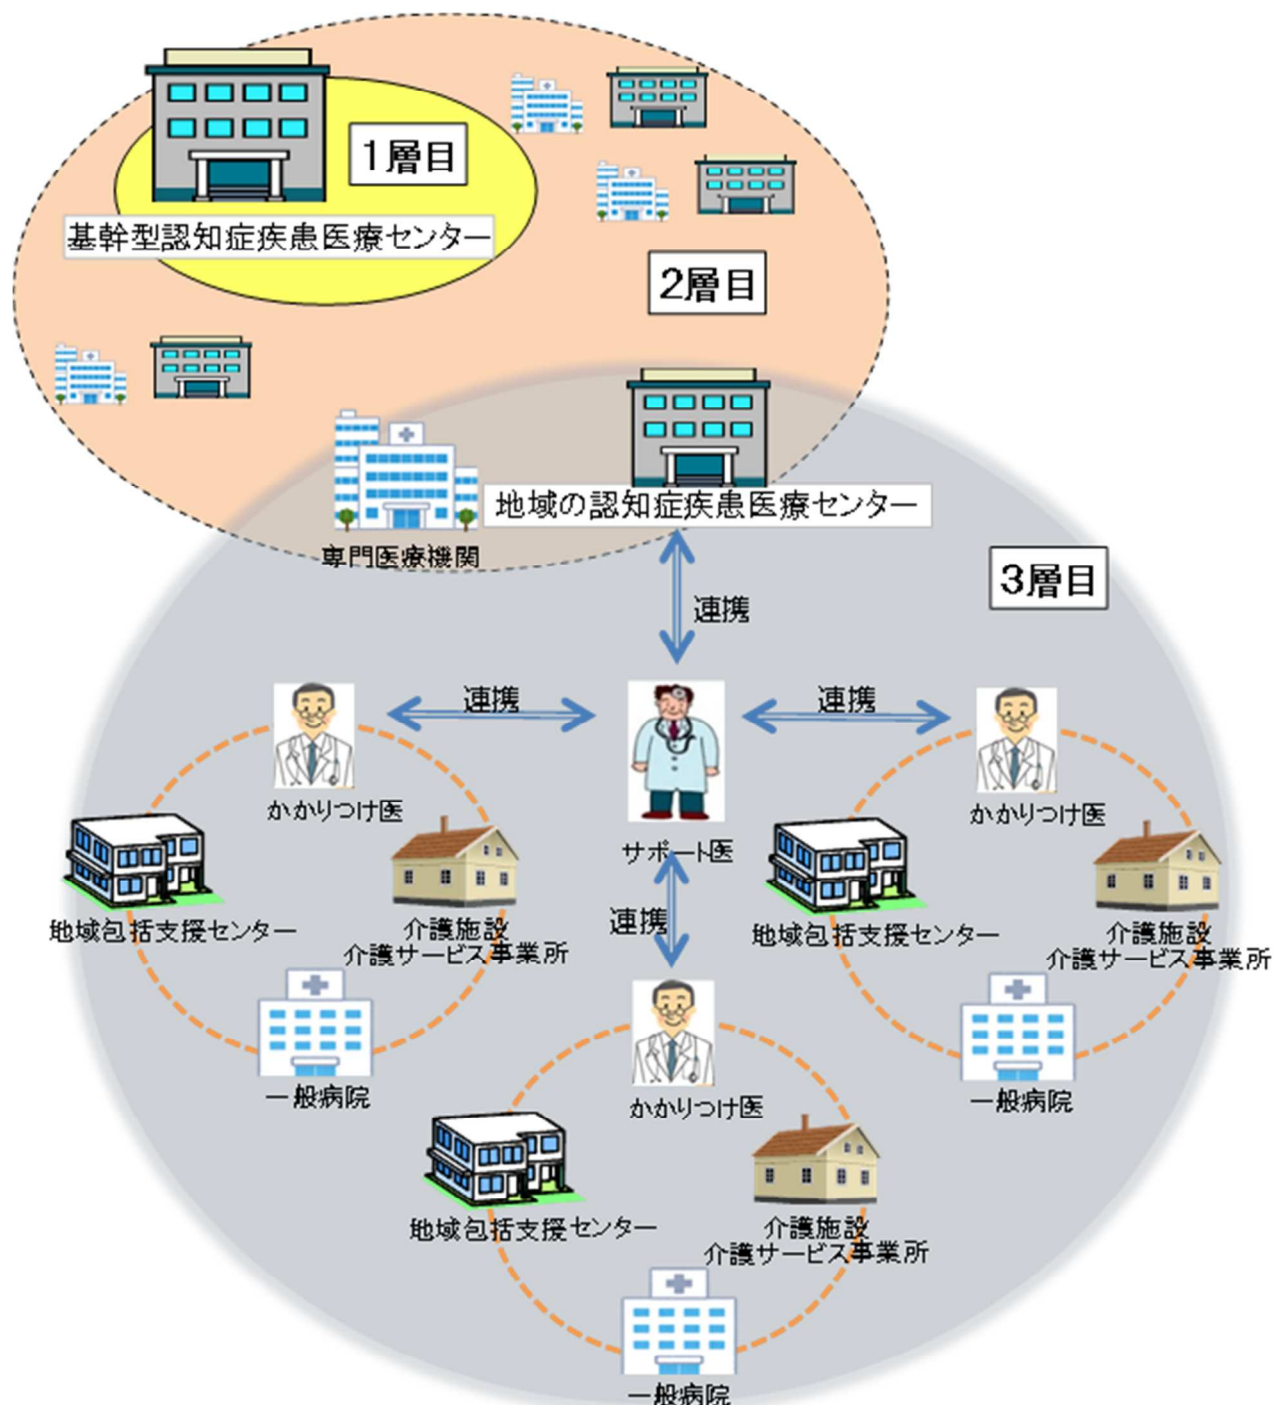 1層目
基幹型認知症疾患医療センター
2層目
地域の認知症疾患医療センター
専門医療機関
3層目
連携
連携
連携
かかりつけ医
かかりつけ医
サポート医
地域包括支援センター
介護施設
介護サービス事業所
連携
地域包括支援センター
介護施設
介護サービス事業所
一般病院
かかりつけ医
一般病院
地域包括支援センター
介護施設
介護サービス事業所
一般病院